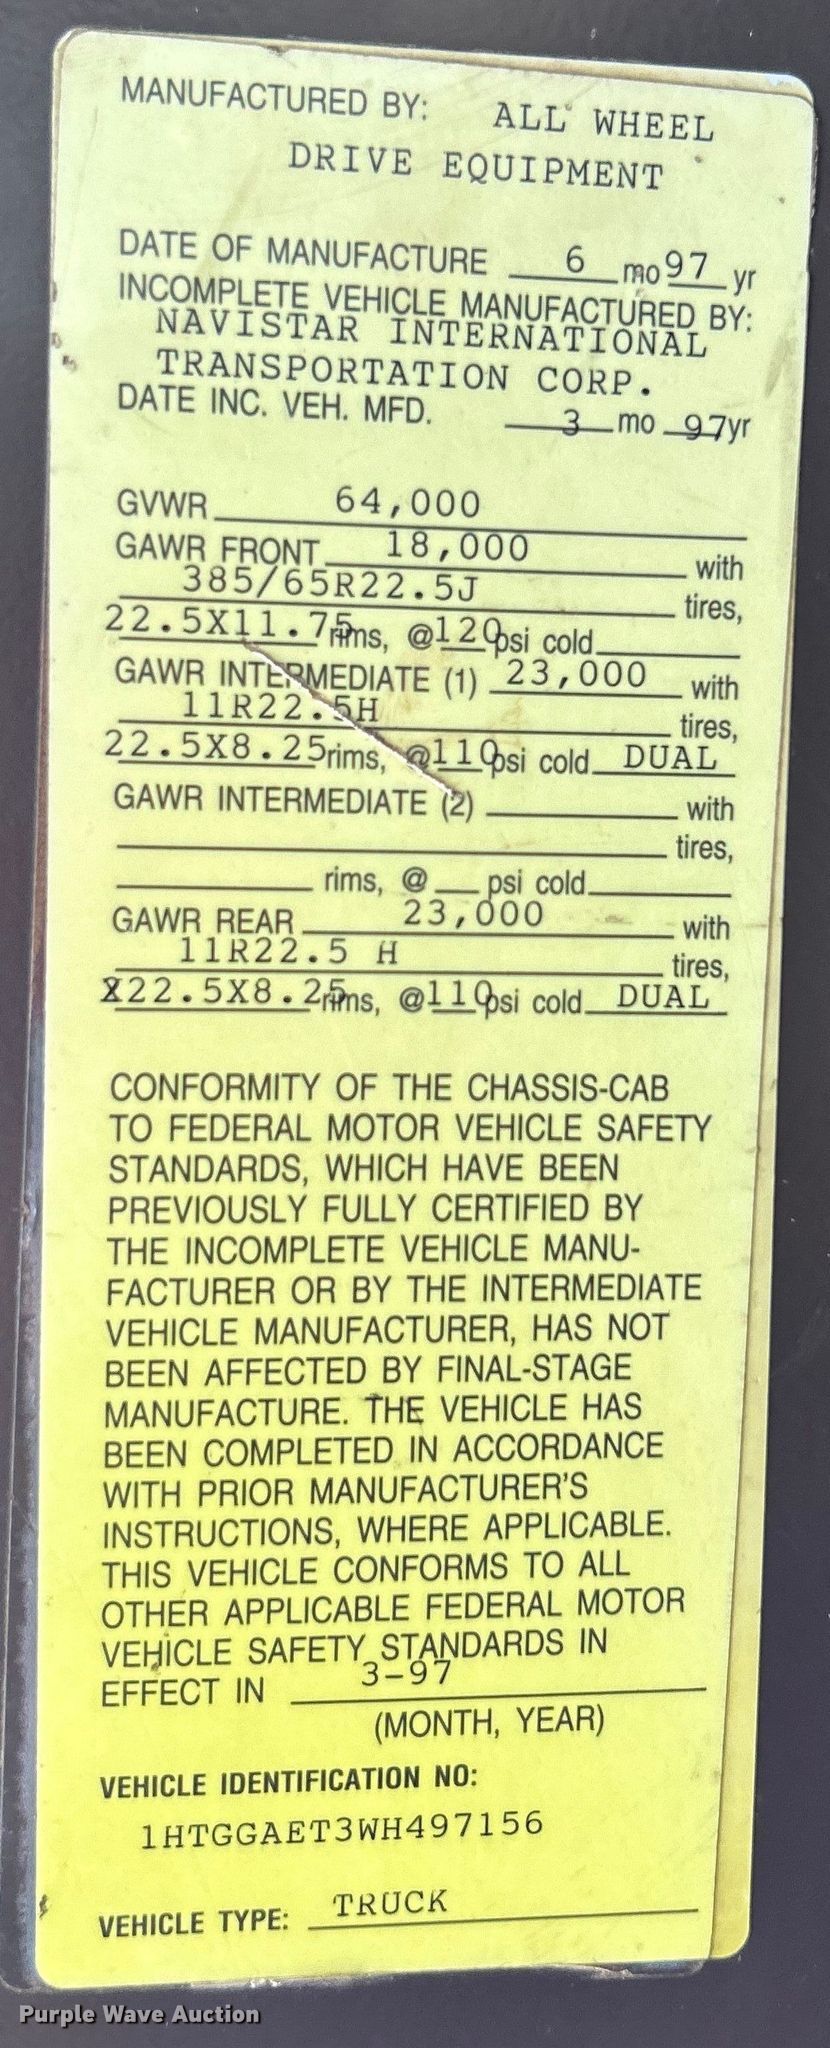 MANUFACTURED BY: ALL WHEEL
DRIVE EQUIPMENT
DATE OF MANUFACTURE 6 mo 97 yr
INCOMPLETE VEHICLE MANUFACTURED BY:
NAVISTAR INTERNATIONAL
TRANSPORTATION CORP.
DATE INC. VEH. MFD. 3 mo 97 yr
GVWR 64,000
GAWR FRONT 18,000 with
385/65R22.5J tires,
22.5X11.75 rims, @120 psi cold
GAWR INTERMEDIATE (1) 23,000 with
11R22.5H tires,
22.5X8.25 rims, @110 psi cold DUAL
GAWR INTERMEDIATE (2) with
tires,
rims, @ psi cold
GAWR REAR 23,000 with
11R22.5 H tires,
22.5X8.25 rims, @110 psi cold DUAL
CONFORMITY OF THE CHASSIS-CAB
TO FEDERAL MOTOR VEHICLE SAFETY
STANDARDS, WHICH HAVE BEEN
PREVIOUSLY FULLY CERTIFIED BY
THE INCOMPLETE VEHICLE MANU-
FACTURER OR BY THE INTERMEDIATE
VEHICLE MANUFACTURER, HAS NOT
BEEN AFFECTED BY FINAL-STAGE
MANUFACTURE. THE VEHICLE HAS
BEEN COMPLETED IN ACCORDANCE
WITH PRIOR MANUFACTURER'S
INSTRUCTIONS, WHERE APPLICABLE.
THIS VEHICLE CONFORMS TO ALL
OTHER APPLICABLE FEDERAL MOTOR
VEHICLE SAFETY STANDARDS IN
EFFECT IN 3-97
(MONTH, YEAR)
VEHICLE IDENTIFICATION NO:
1HTGGAET3WH497156
VEHICLE TYPE: TRUCK
Purple Wave Auction